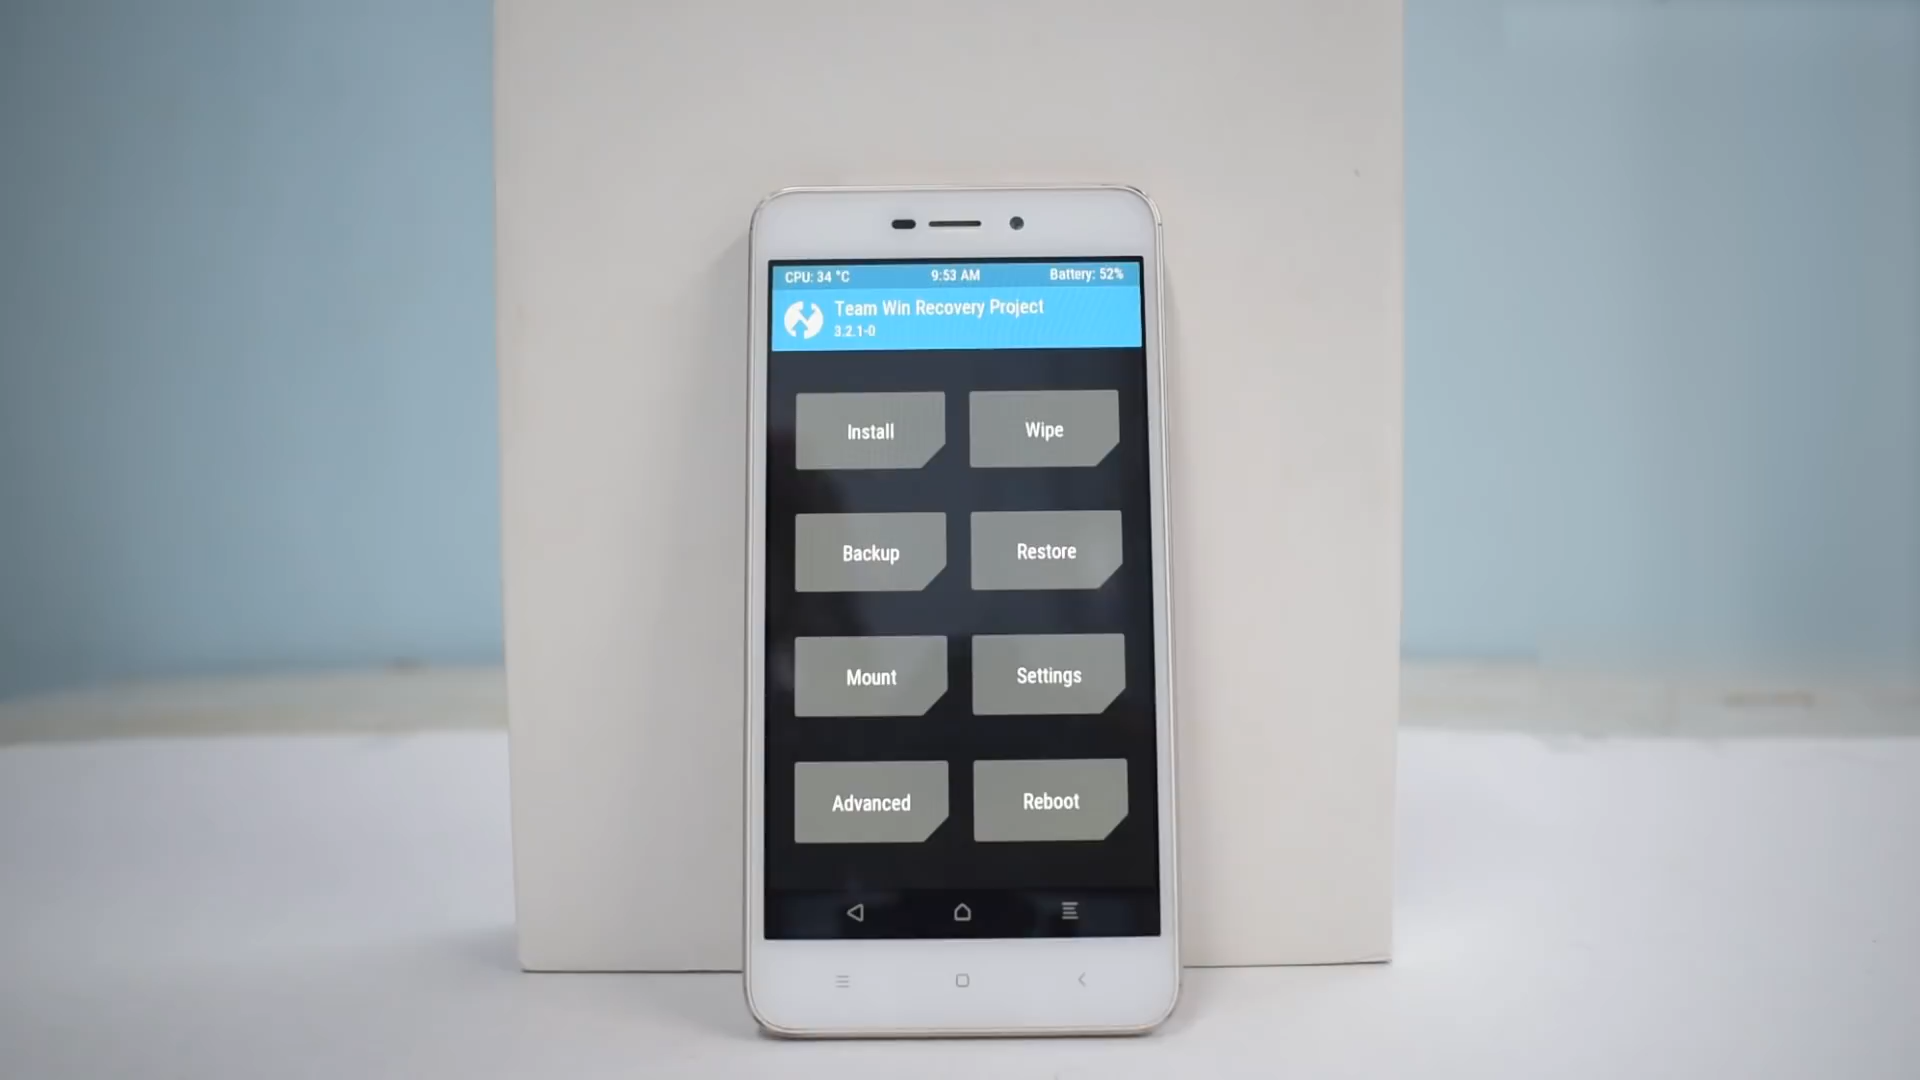 CPU: 34 °C 9:53 AM Battery: 52%
Team Win Recovery Project
3.2.1-0
Install Wipe
Backup Restore
Mount Settings
Advanced Reboot